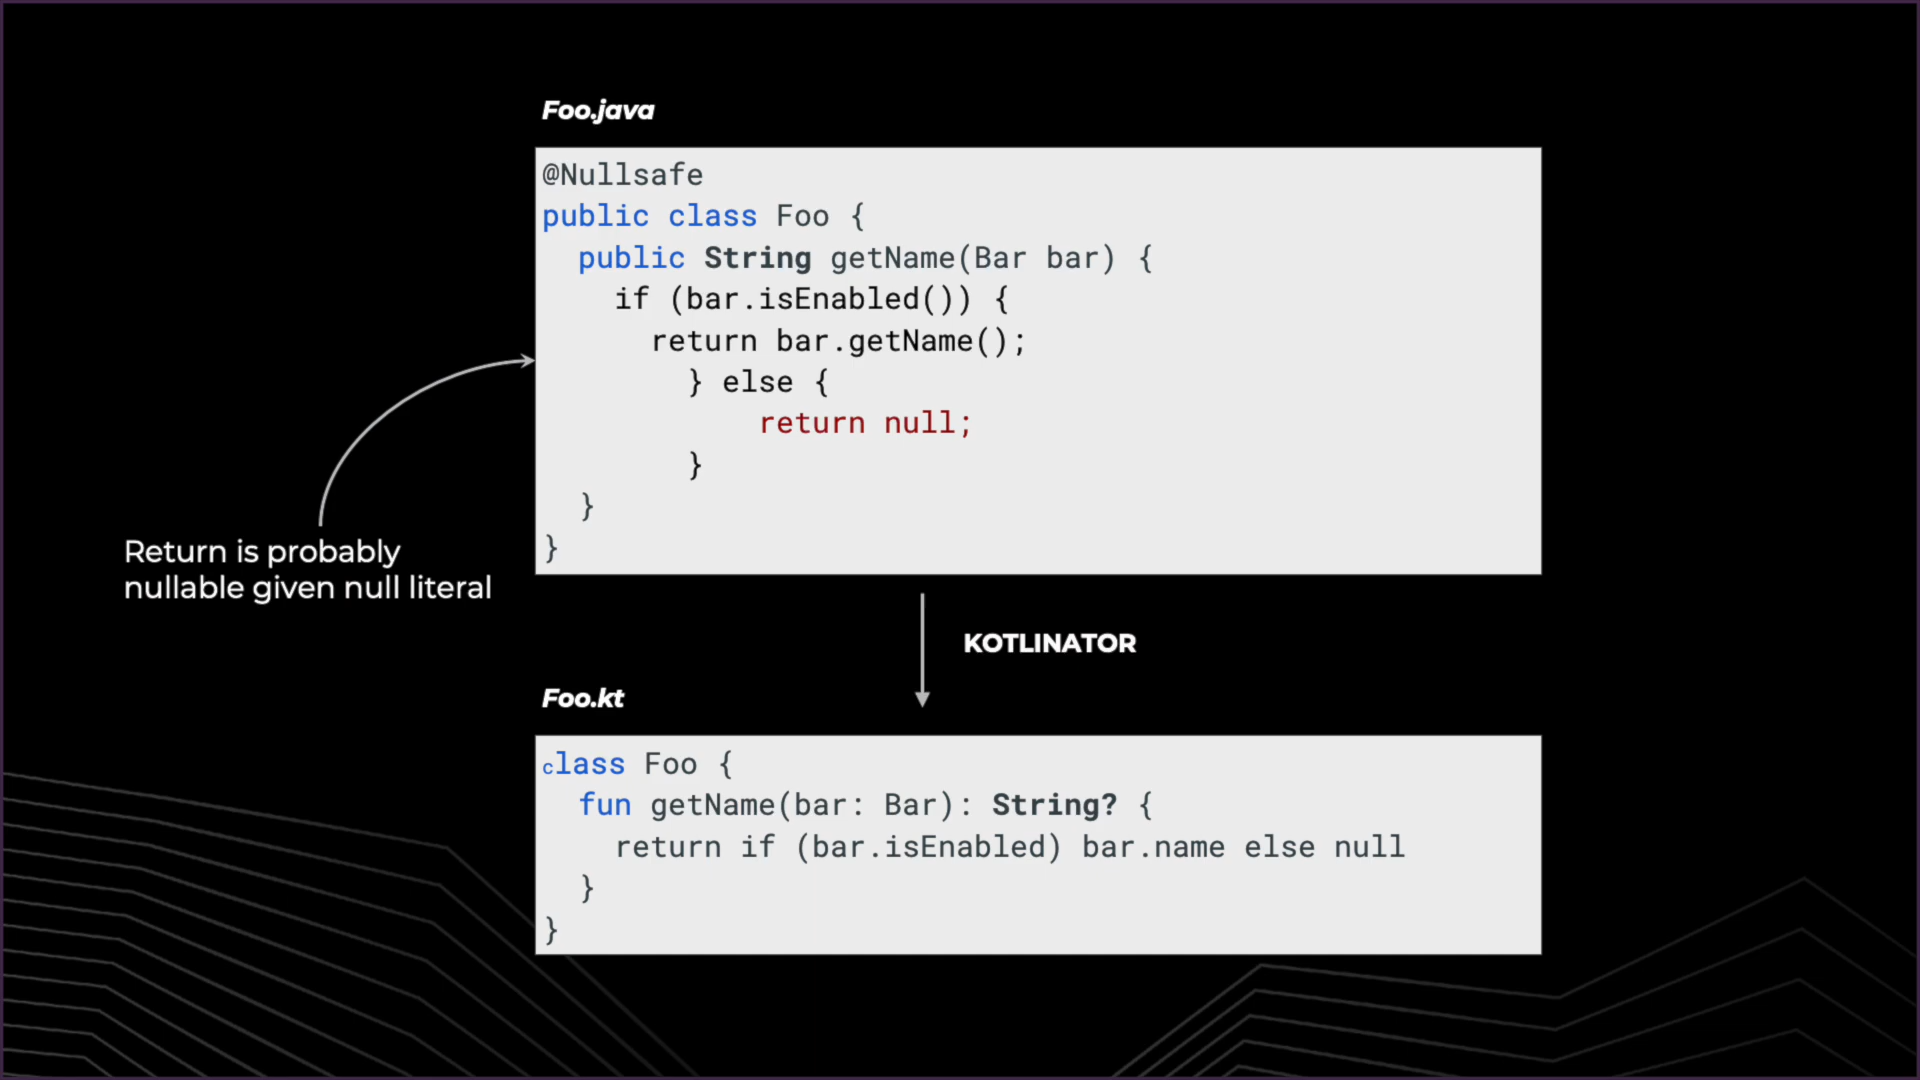 Foo.java
@Nullsafe
public class Foo {
public String getName(Bar bar) {
if (bar.isEnabled()) {
return bar.getName();
} else {
return null;
}
}
}
Return is probably
nullable given null literal
KOTLINATOR
Foo.kt
class Foo {
fun getName(bar: Bar): String? {
return if (bar.isEnabled) bar.name else null
}
}